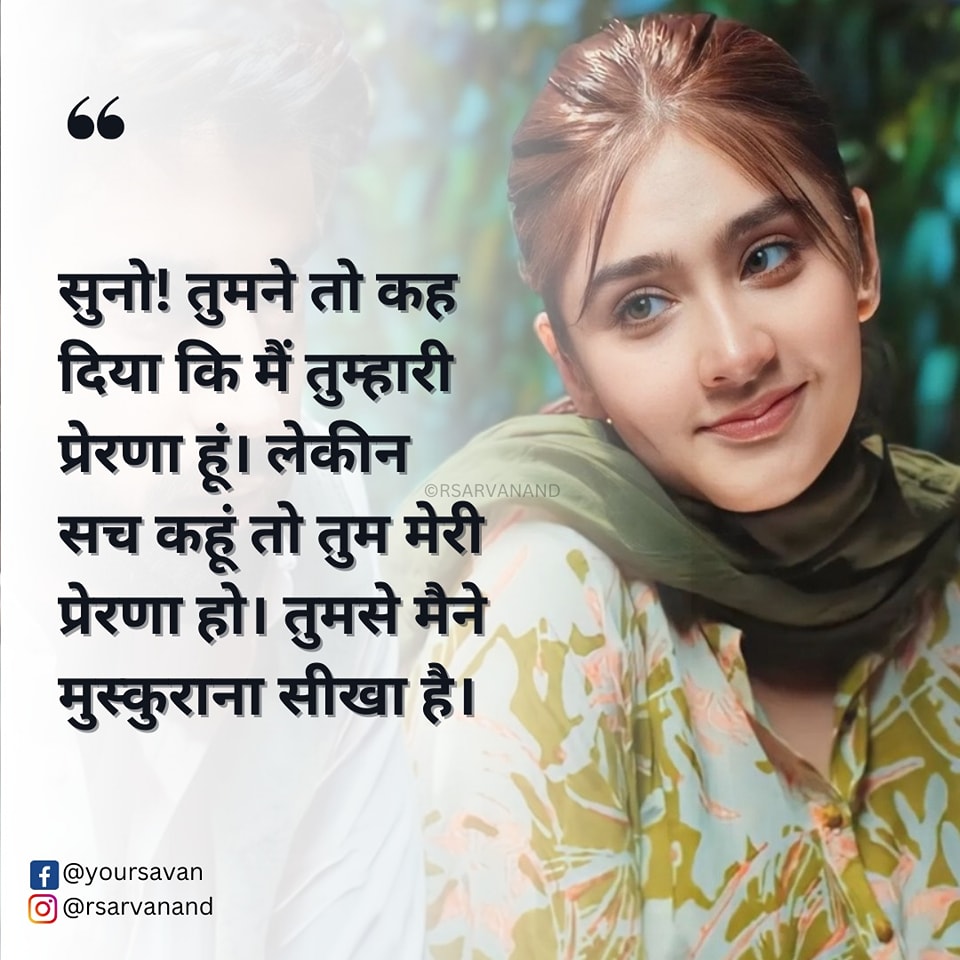 “
सुनो! तुमने तो कह
दिया कि मैं तुम्हारी
प्रेरणा हूं। लेकीन
सच कहूं तो तुम मेरी
प्रेरणा हो। तुमसे मैने
मुस्कुराना सीखा है।
©RSARVANAND
@yoursavan
@rsarvanand